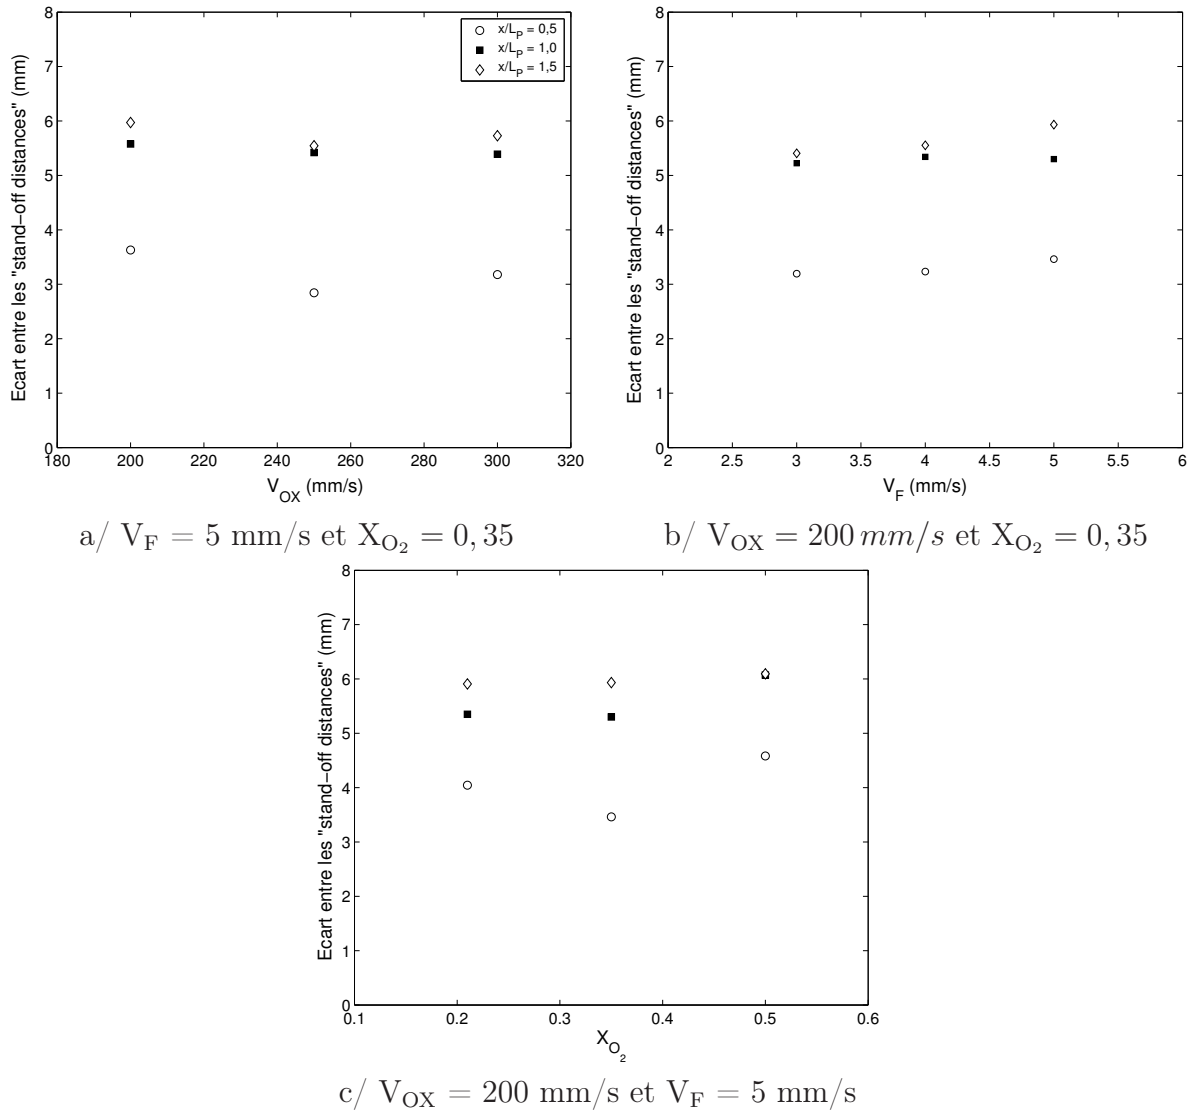 Ecart entre les "stand-off distances" (mm)
8
7
6
5
4
3
2
1
0
x/L_P = 0,5
x/L_P = 1,0
x/L_P = 1,5
180 200 220 240 260 280 300 320
V_OX (mm/s)
a/ V_F = 5 mm/s et X_O₂ = 0,35
Ecart entre les "stand-off distances" (mm)
8
7
6
5
4
3
2
1
0
2 2.5 3 3.5 4 4.5 5 5.5 6
V_F (mm/s)
b/ V_OX = 200 mm/s et X_O₂ = 0,35
Ecart entre les "stand-off distances" (mm)
8
7
6
5
4
3
2
1
0
0.1 0.2 0.3 0.4 0.5 0.6
X_O₂
c/ V_OX = 200 mm/s et V_F = 5 mm/s